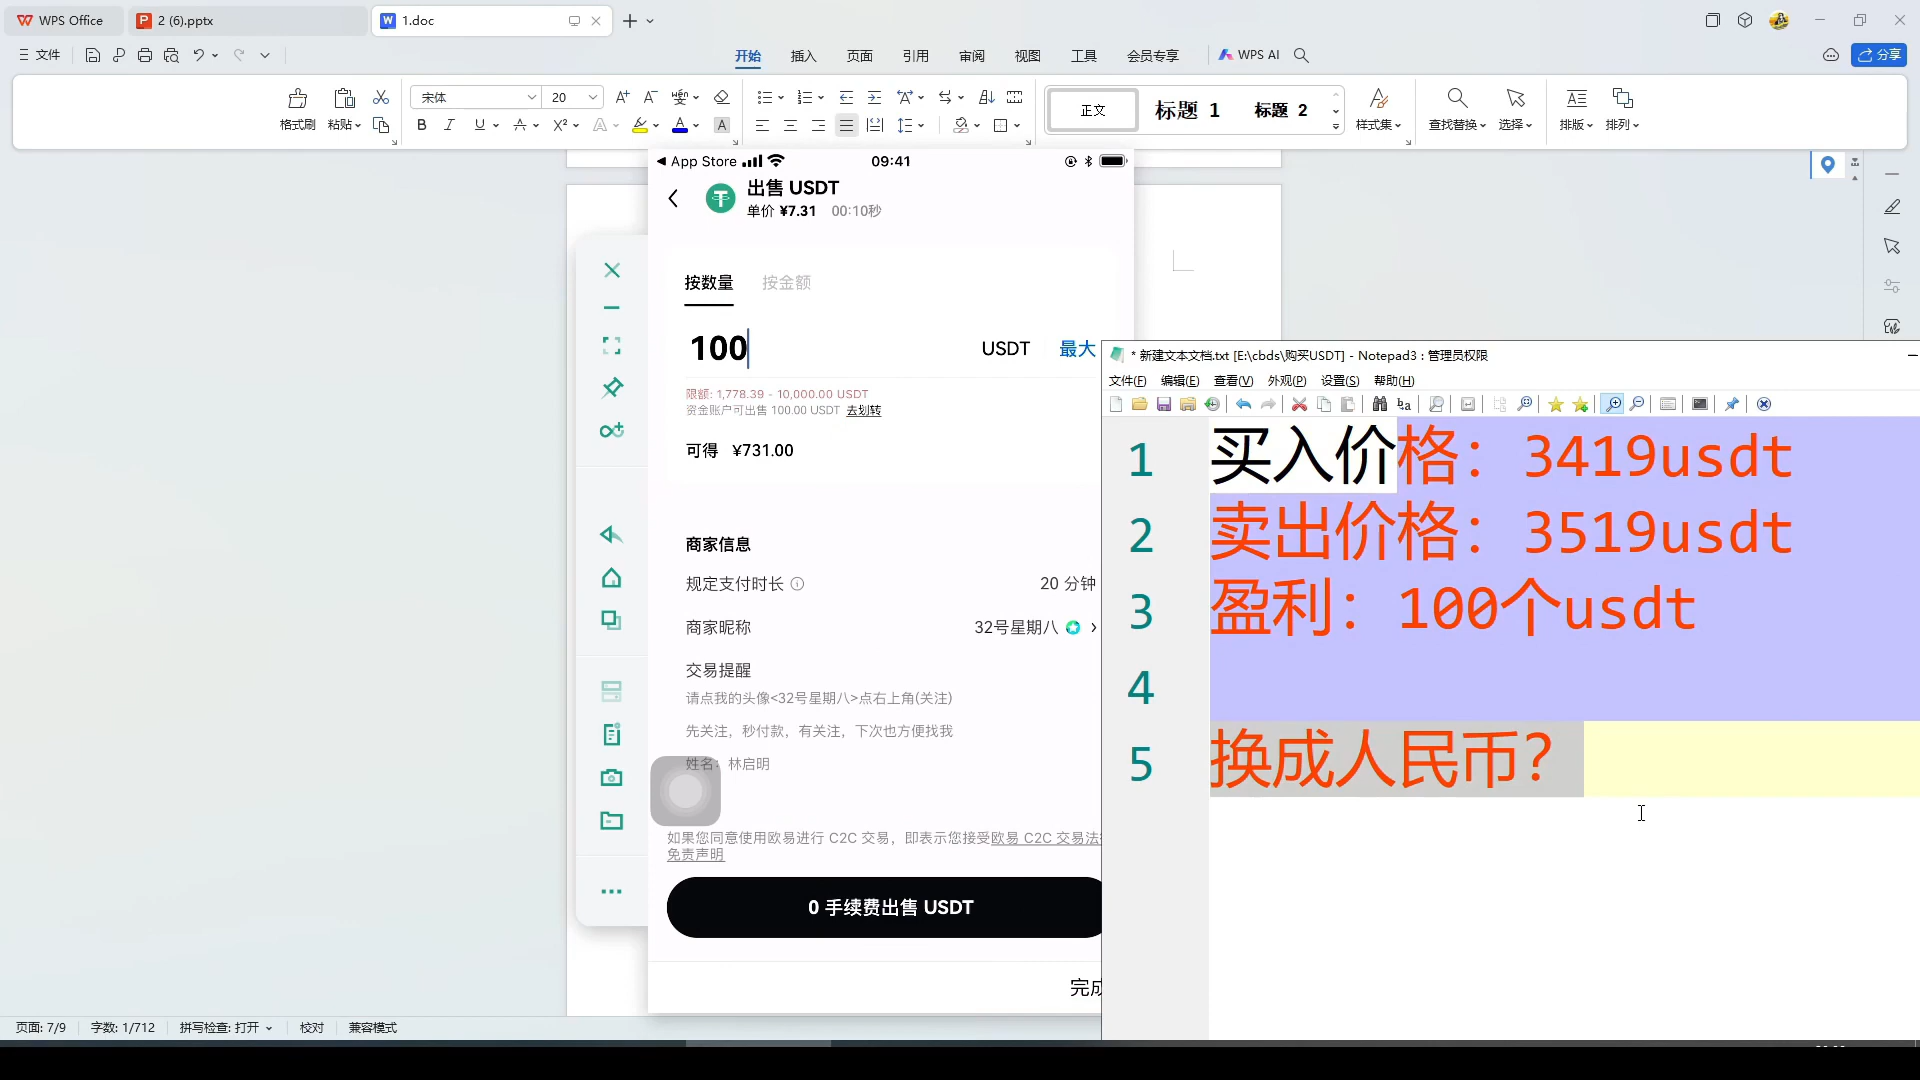 WPS Office
2 (6).pptx
1.doc
文件
开始 插入 页面 引用 审阅 视图 工具 会员专享 WPS AI
分享
格式刷 粘贴
宋体 20
正文 标题 1 标题 2
样式集 查找替换 选择 排版 排列
App Store 09:41
出售 USDT
单价 ¥7.31 00:10秒
按数量 按金额
100 USDT 最大
限额: 1,778.39 - 10,000.00 USDT
资金账户可出售 100.00 USDT 去划转
可得 ¥731.00
商家信息
规定支付时长 20 分钟
商家昵称 32号星期八
交易提醒
请点我的头像<32号星期八>点右上角(关注)
先关注，秒付款，有关注，下次也方便找我
姓名：林启明
如果您同意使用欧易进行 C2C 交易，即表示您接受欧易 C2C 交易法
免责声明
0 手续费出售 USDT
完成
* 新建文本文档.txt [E:\cbds\购买USDT] - Notepad3 : 管理员权限
文件(F) 编辑(E) 查看(V) 外观(P) 设置(S) 帮助(H)
1 买入价格：3419usdt
2 卖出价格：3519usdt
3 盈利：100个usdt
4
5 换成人民币？
页面: 7/9 字数: 1/712 拼写检查: 打开 校对 兼容模式